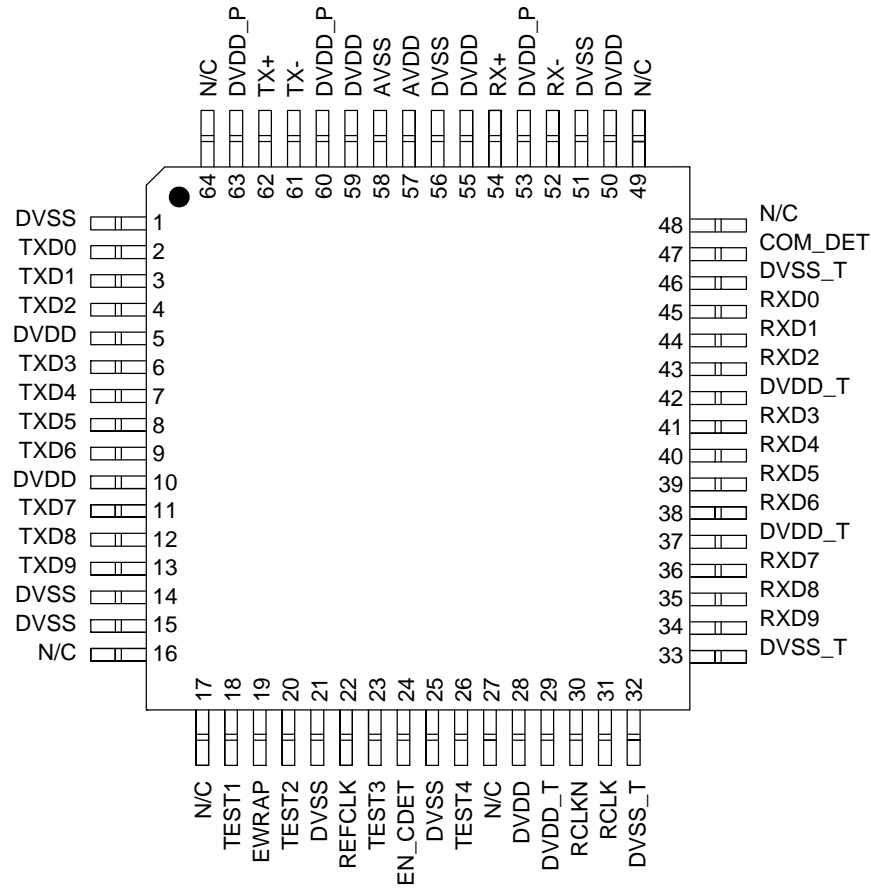 N/C
DVDD_P
TX+
TX-
DVDD_P
DVDD
AVSS
AVDD
DVSS
DVDD
RX+
DVDD_P
RX-
DVSS
DVDD
N/C
64
63
62
61
60
59
58
57
56
55
54
53
52
51
50
49
DVSS 1
TXD0 2
TXD1 3
TXD2 4
DVDD 5
TXD3 6
TXD4 7
TXD5 8
TXD6 9
DVDD 10
TXD7 11
TXD8 12
TXD9 13
DVSS 14
DVSS 15
N/C 16
48 N/C
47 COM_DET
46 DVSS_T
45 RXD0
44 RXD1
43 RXD2
42 DVDD_T
41 RXD3
40 RXD4
39 RXD5
38 RXD6
37 DVDD_T
36 RXD7
35 RXD8
34 RXD9
33 DVSS_T
17
18
19
20
21
22
23
24
25
26
27
28
29
30
31
32
N/C
TEST1
EWRAP
TEST2
DVSS
REFCLK
TEST3
EN_CDET
DVSS
TEST4
N/C
DVDD
DVDD_T
RCLKN
RCLK
DVSS_T